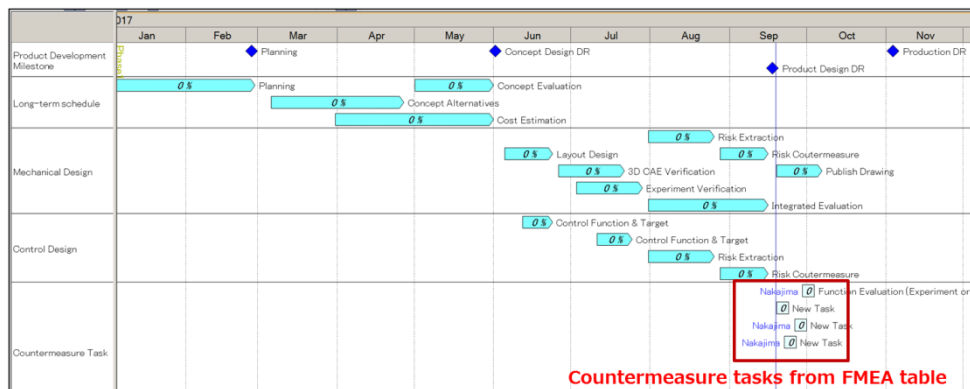 2017
Jan Feb Mar Apr May Jun Jul Aug Sep Oct Nov
Product Development Milestone
Phase
Planning
Concept Design DR
Production DR
Product Design DR
Long-term schedule
0 % Planning
0 % Concept Evaluation
0 % Concept Alternatives
0 % Cost Estimation
Mechanical Design
0 % Risk Extraction
0 % Layout Design
0 % Risk Coutermeasure
0 % 3D CAE Verification
0 % Publish Drawing
0 % Experiment Verification
0 % Integrated Evaluation
Control Design
0 % Control Function & Target
0 % Control Function & Target
0 % Risk Extraction
0 % Risk Coutermeasure
Countermeasure Task
Nakajima 0 Function Evaluation (Experiment or
0 New Task
Nakajima 0 New Task
Nakajima 0 New Task
Countermeasure tasks from FMEA table